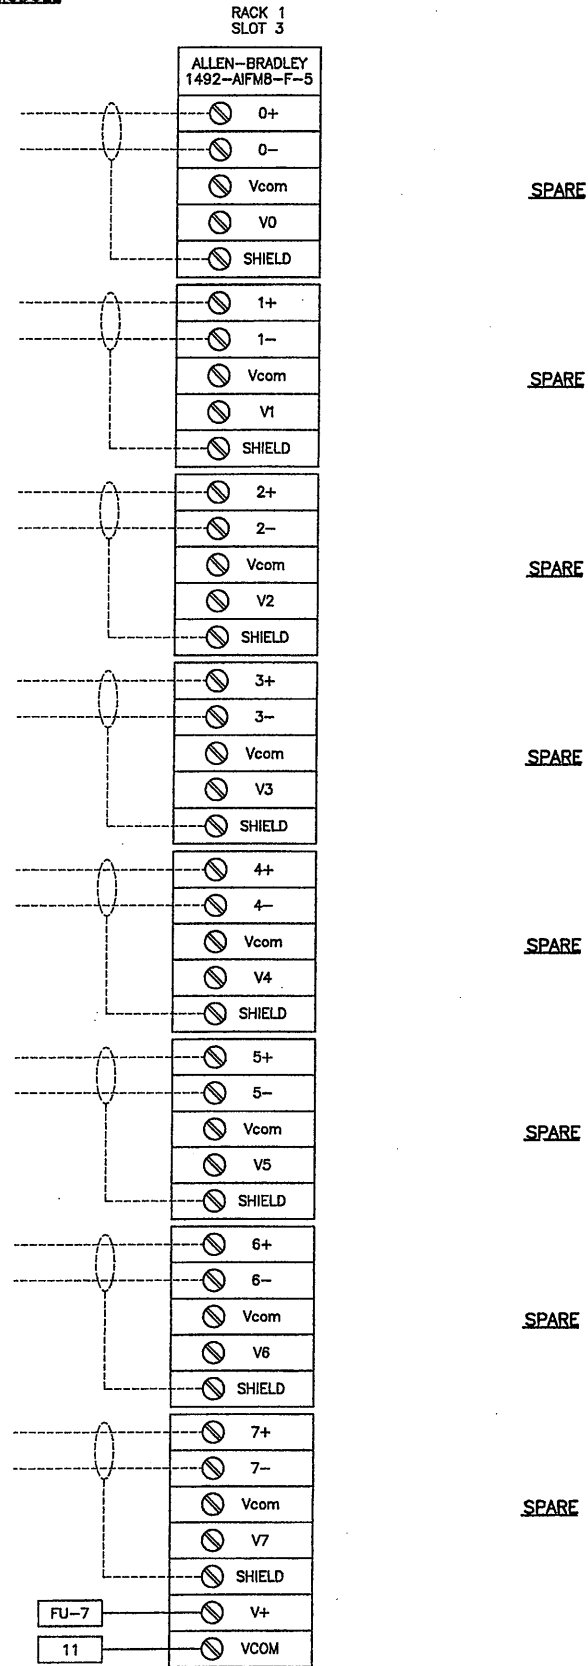 RACK 1
SLOT 3
ALLEN-BRADLEY
1492-AIFM8-F-5
0+
0-
Vcom
SPARE
V0
SHIELD
1+
1-
Vcom
SPARE
V1
SHIELD
2+
2-
Vcom
SPARE
V2
SHIELD
3+
3-
Vcom
SPARE
V3
SHIELD
4+
4-
Vcom
SPARE
V4
SHIELD
5+
5-
Vcom
SPARE
V5
SHIELD
6+
6-
Vcom
SPARE
V6
SHIELD
7+
7-
Vcom
SPARE
V7
SHIELD
FU-7 V+
11 VCOM